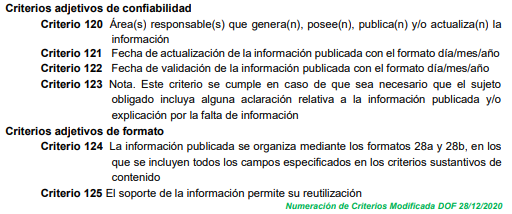 Criterios adjetivos de confiabilidad
Criterio 120 Área(s) responsable(s) que genera(n), posee(n), publica(n) y/o actualiza(n) la
información
Criterio 121 Fecha de actualización de la información publicada con el formato día/mes/año
Criterio 122 Fecha de validación de la información publicada con el formato día/mes/año
Criterio 123 Nota. Este criterio se cumple en caso de que sea necesario que el sujeto
obligado incluya alguna aclaración relativa a la información publicada y/o
explicación por la falta de información
Criterios adjetivos de formato
Criterio 124 La información publicada se organiza mediante los formatos 28a y 28b, en los
que se incluyen todos los campos especificados en los criterios sustantivos de
contenido
Criterio 125 El soporte de la información permite su reutilización
Numeración de Criterios Modificada DOF 28/12/2020